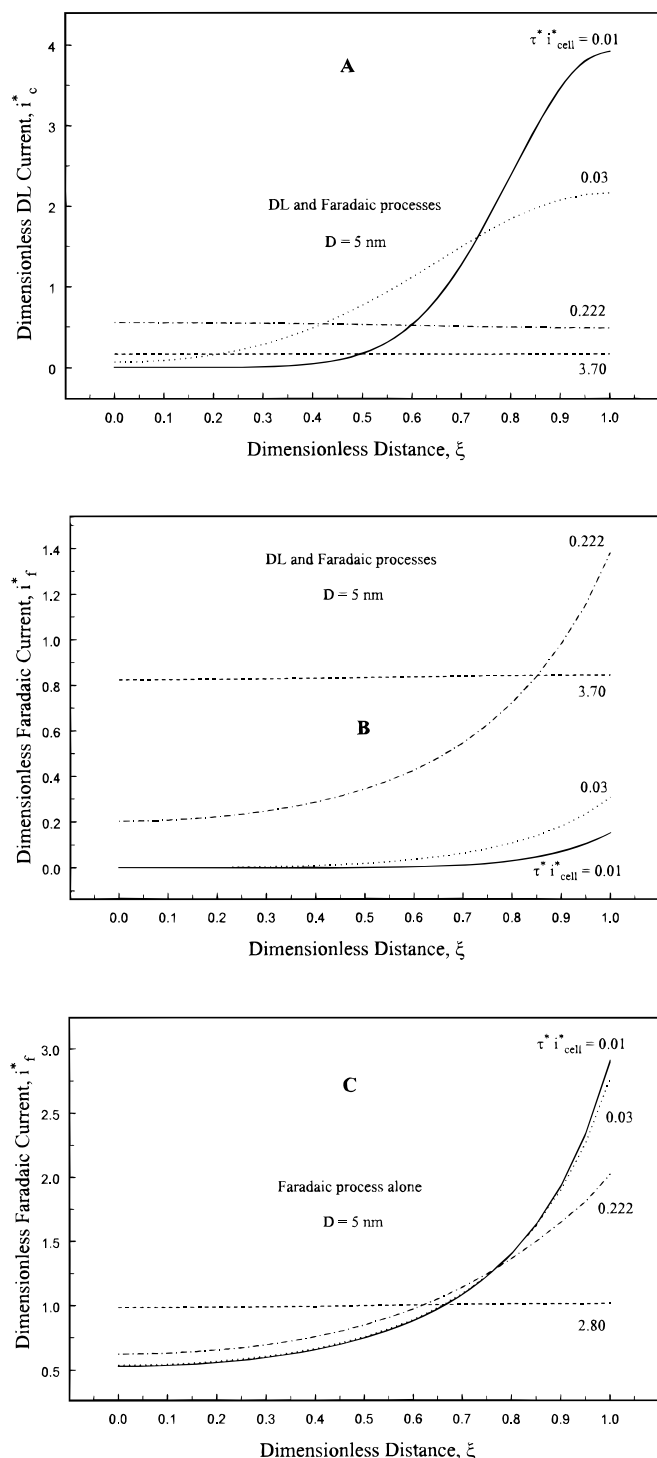 A
τ* i*cell = 0.01
4
3
2
1
0
Dimensionless DL Current, i*c
0.03
DL and Faradaic processes
D = 5 nm
0.222
3.70
0.0 0.1 0.2 0.3 0.4 0.5 0.6 0.7 0.8 0.9 1.0
Dimensionless Distance, ξ
1.4
1.2
1.0
0.8
0.6
0.4
0.2
0.0
Dimensionless Faradaic Current, i*f
0.222
DL and Faradaic processes
D = 5 nm
3.70
B
0.03
τ* i*cell = 0.01
0.0 0.1 0.2 0.3 0.4 0.5 0.6 0.7 0.8 0.9 1.0
Dimensionless Distance, ξ
3.0
2.5
2.0
1.5
1.0
0.5
Dimensionless Faradaic Current, i*f
τ* i*cell = 0.01
C
0.03
Faradaic process alone
D = 5 nm
0.222
2.80
0.0 0.1 0.2 0.3 0.4 0.5 0.6 0.7 0.8 0.9 1.0
Dimensionless Distance, ξ